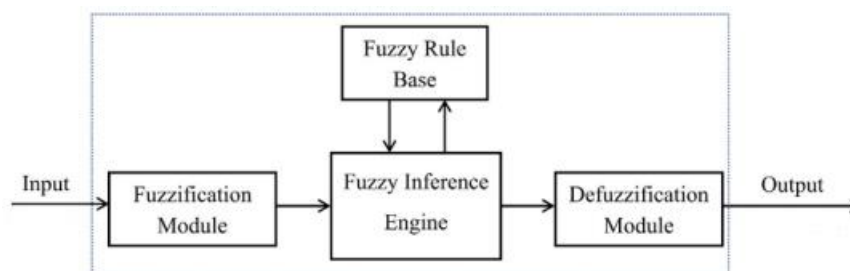 Fuzzy Rule
Base
Input
Fuzzification
Module
Fuzzy Inference
Engine
Defuzzification
Module
Output